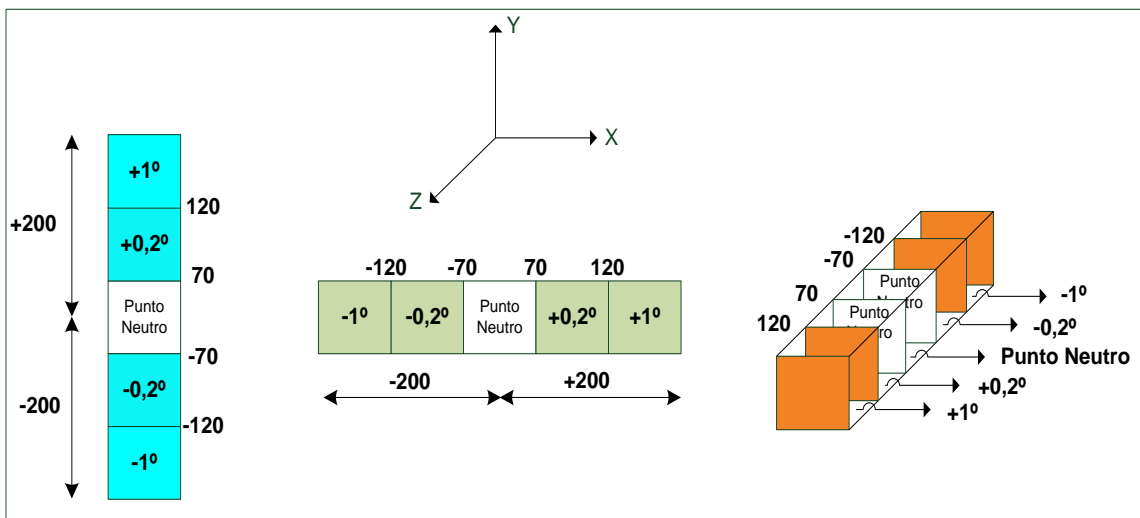 Y
X
Z
+200
-200
+1º
120
+0,2º
70
Punto
Neutro
-70
-0,2º
-120
-1º
-120
-70
70
120
-1º
-0,2º
Punto
Neutro
+0,2º
+1º
-200
+200
-120
-70
70
120
Punto
Neutro
Punto
Neutro
-1º
-0,2º
Punto Neutro
+0,2º
+1º